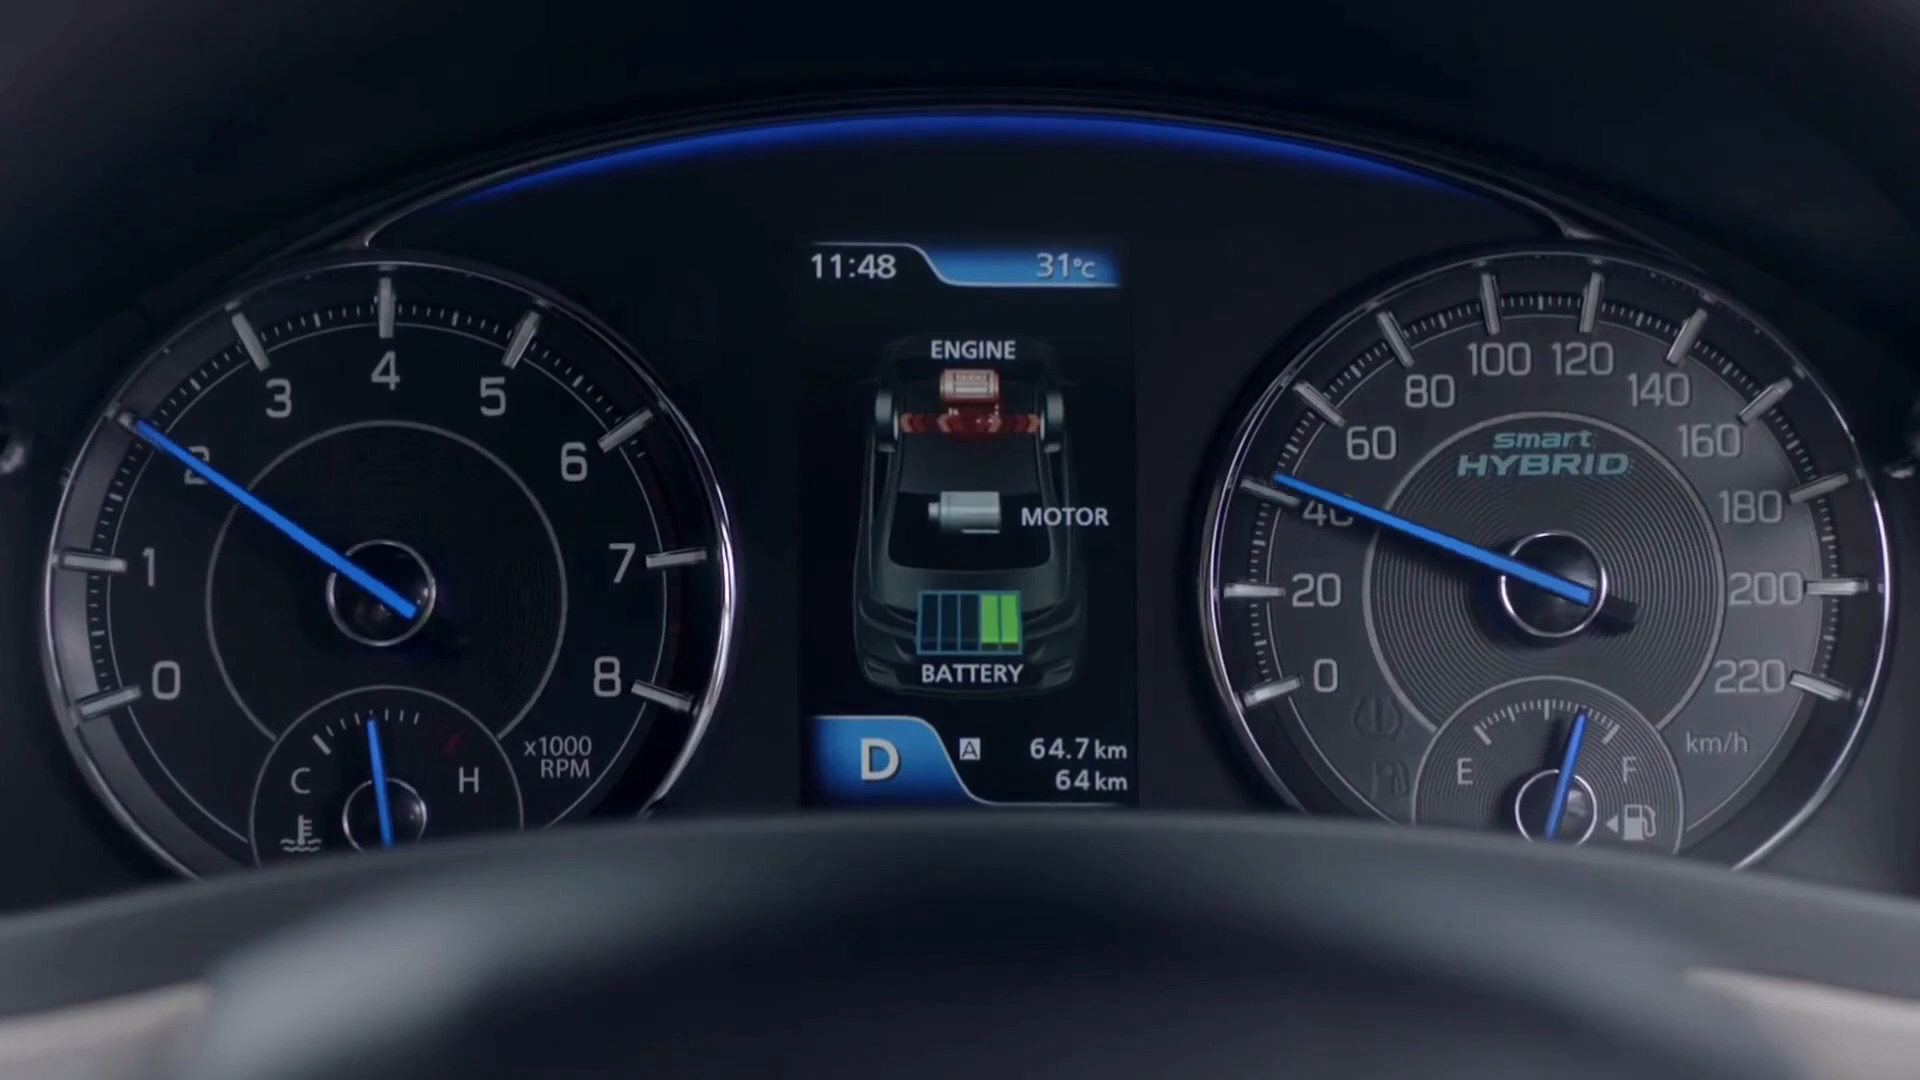 11:48 31°C
ENGINE
MOTOR
BATTERY
D A 64.7 km
64 km
0
1
2
3
4
5
6
7
8
x1000
RPM
C H
0
20
40
60
80
100
120
140
160
180
200
220
km/h
smart
HYBRID
E F